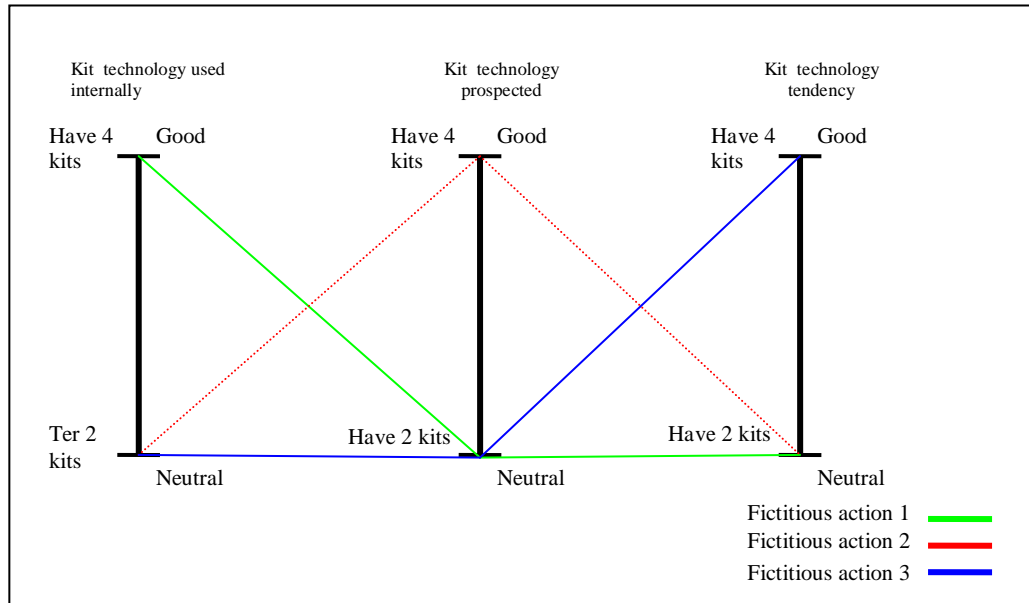 Kit technology used
internally
Kit technology
prospected
Kit technology
tendency
Have 4
kits
Good
Have 4
kits
Good
Have 4
kits
Good
Ter 2
kits
Neutral
Have 2 kits
Neutral
Have 2 kits
Neutral
Fictitious action 1
Fictitious action 2
Fictitious action 3